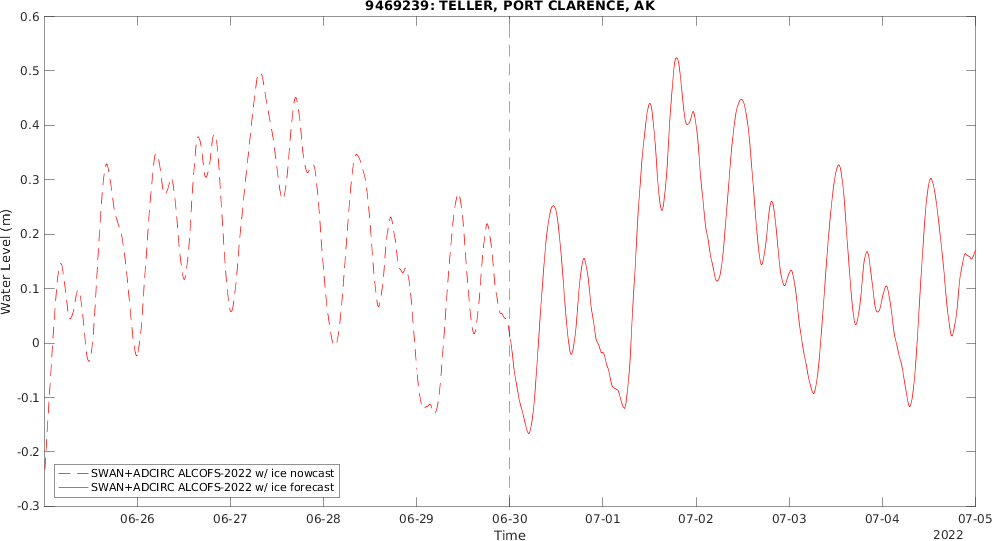 9469239: TELLER, PORT CLARENCE, AK
0.6
0.5
0.4
0.3
0.2
0.1
0
-0.1
-0.2
-0.3
Water Level (m)
SWAN+ADCIRC ALCOFS-2022 w/ ice nowcast
SWAN+ADCIRC ALCOFS-2022 w/ ice forecast
06-26 06-27 06-28 06-29 06-30 07-01 07-02 07-03 07-04 07-05
Time
2022